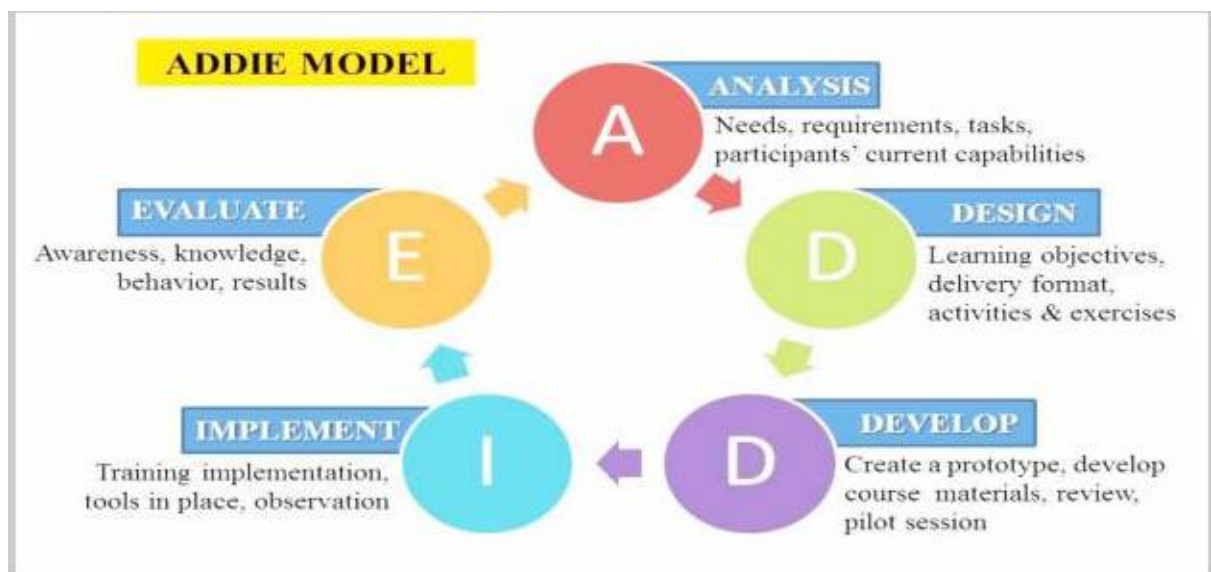 ADDIE MODEL
A
ANALYSIS
Needs, requirements, tasks,
participants’ current capabilities
D
DESIGN
Learning objectives,
delivery format,
activities & exercises
D
DEVELOP
Create a prototype, develop
course materials, review,
pilot session
I
IMPLEMENT
Training implementation,
tools in place, observation
E
EVALUATE
Awareness, knowledge,
behavior, results